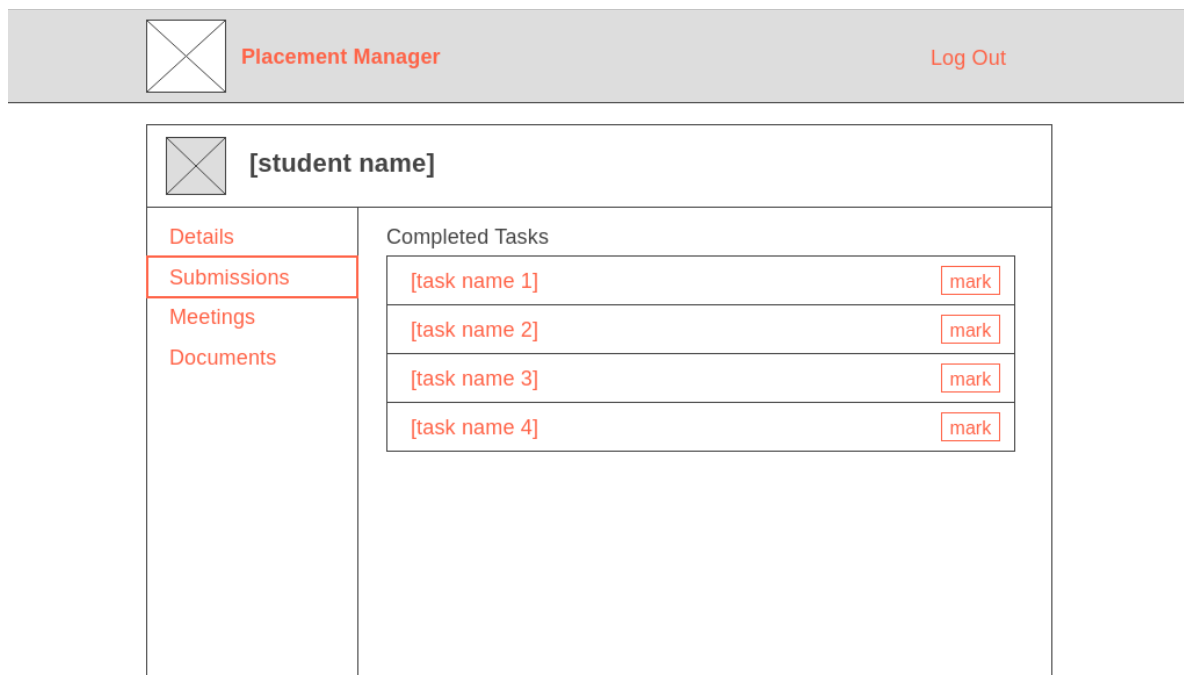 Placement Manager
Log Out
[student name]
Details
Submissions
Meetings
Documents
Completed Tasks
[task name 1] mark
[task name 2] mark
[task name 3] mark
[task name 4] mark